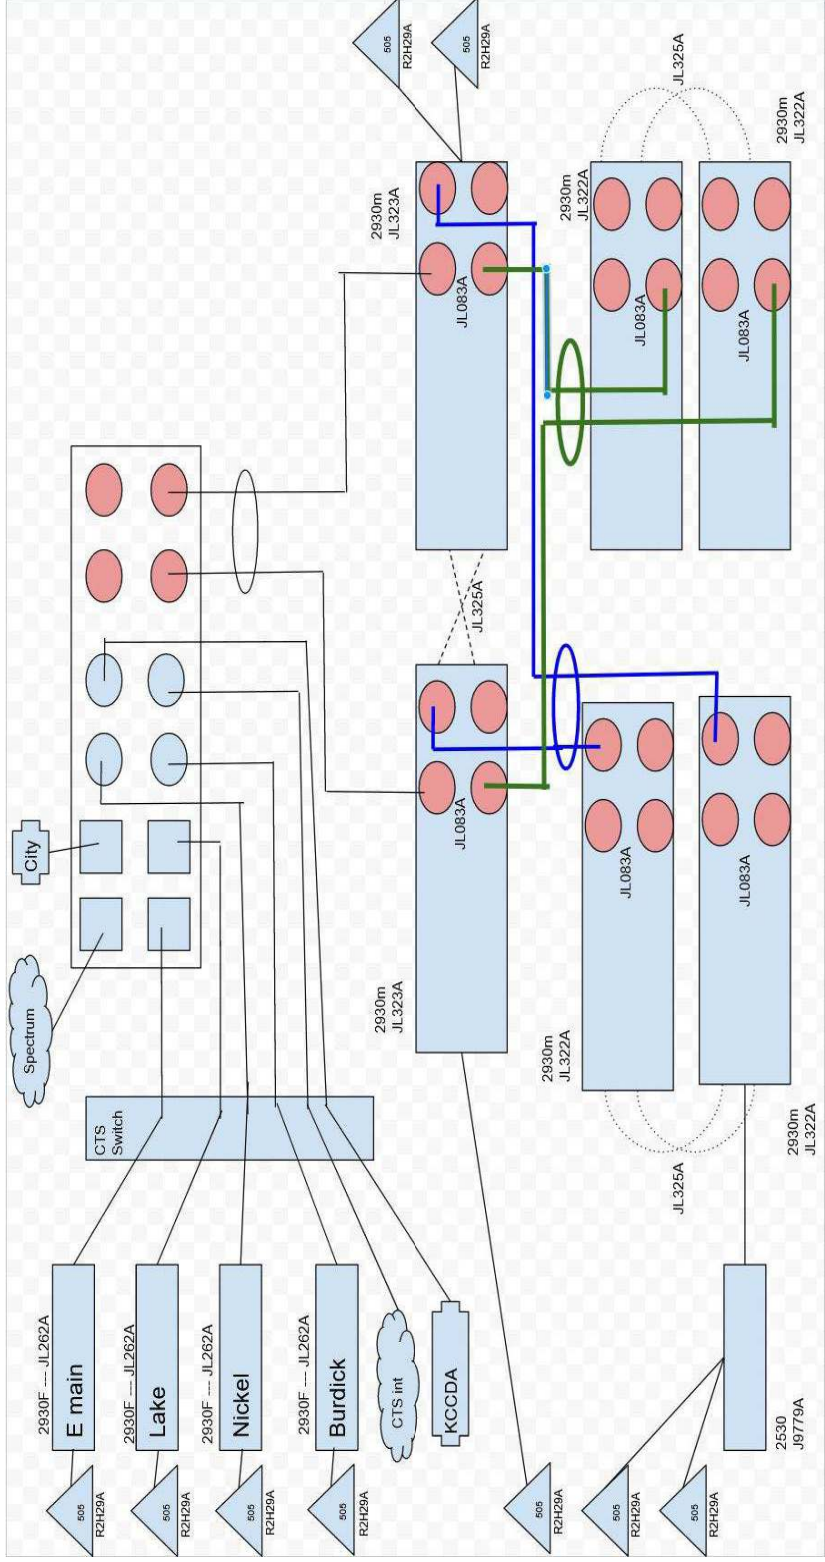 505
R2H29A
2930F --- JL262A
E main
505
R2H29A
2930F --- JL262A
Lake
505
R2H29A
2930F --- JL262A
Nickel
505
R2H29A
2930F --- JL262A
Burdick
CTS int
KCCDA
CTS
Switch
Spectrum
City
505
R2H29A
2930m
JL323A
JL083A
JL325A
2930m
JL323A
JL083A
505
R2H29A
505
R2H29A
505
R2H29A
505
R2H29A
2530
J9779A
2930m
JL322A
JL083A
JL325A
2930m
JL322A
JL083A
2930m
JL322A
JL083A
JL325A
2930m
JL322A
JL083A